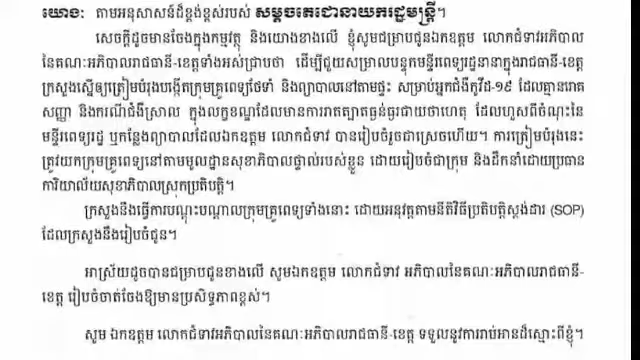 យោង៖ តាមអនុសាសន៍ដ៏ខ្ពង់ខ្ពស់របស់ សម្តេចតេជោនាយករដ្ឋមន្ត្រី។
សេចក្តីដូចមានចែងក្នុងកម្មវត្ថុ និងយោងខាងលើ ខ្ញុំសូមជម្រាបជូនឯកឧត្តម លោកជំទាវអភិបាល
នៃគណៈអភិបាលរាជធានី-ខេត្តទាំងអស់ជ្រាបថា ដើម្បីជួយសម្រាលបន្ទុកមន្ទីរពេទ្យរដ្ឋនានាក្នុងរាជធានី-ខេត្ត
ក្រសួងស្នើឲ្យត្រៀមបំរុងបង្កើតក្រុមគ្រូពេទ្យថែទាំ និងព្យាបាលនៅតាមផ្ទះ សម្រាប់អ្នកជំងឺកូវីដ-១៩ ដែលគ្មានរោគ
សញ្ញា និងករណីជំងឺស្រាល ក្នុងលក្ខខណ្ឌដែលមានការរាតត្បាតធ្ងន់ធ្ងរជាយថាហេតុ ដែលហួសពីចំណុះនៃ
មន្ទីរពេទ្យរដ្ឋ ឬកន្លែងព្យាបាលដែលឯកឧត្តម លោកជំទាវ បានរៀបចំរួចជាស្រេចហើយ។ ការត្រៀមបំរុងនេះ
ត្រូវយកក្រុមគ្រូពេទ្យនៅតាមមូលដ្ឋានសុខាភិបាលផ្ទាល់របស់ខ្លួន ដោយរៀបចំជាក្រុម និងដឹកនាំដោយប្រធាន
ការិយាល័យសុខាភិបាលស្រុកប្រតិបត្តិ។
ក្រសួងនឹងធ្វើការបណ្តុះបណ្តាលក្រុមគ្រូពេទ្យទាំងនោះ ដោយអនុវត្តតាមនីតិវិធីប្រតិបត្តិស្តង់ដារ (SOP)
ដែលក្រសួងនឹងរៀបចំជូន។
អាស្រ័យដូចបានជម្រាបជូនខាងលើ សូមឯកឧត្តម លោកជំទាវ អភិបាលនៃគណៈអភិបាលរាជធានី-
ខេត្ត រៀបចំចាត់ចែងឱ្យមានប្រសិទ្ធភាពខ្ពស់។
សូម ឯកឧត្តម លោកជំទាវអភិបាលនៃគណៈអភិបាលរាជធានី-ខេត្ត ទទួលនូវការរាប់អានដ៏ស្មោះពីខ្ញុំ។